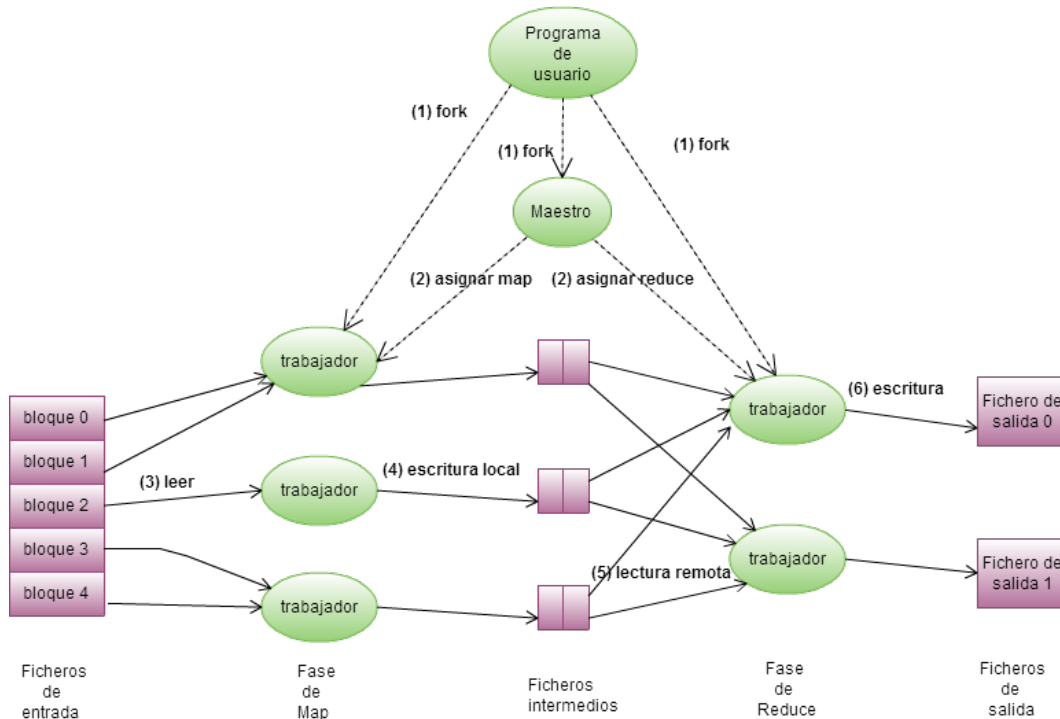 Programa
de
usuario
(1) fork
(1) fork
(1) fork
Maestro
(2) asignar map
(2) asignar reduce
trabajador
trabajador
(6) escritura
Fichero de
salida 0
bloque 0
bloque 1
bloque 2
bloque 3
bloque 4
(3) leer
trabajador
(4) escritura local
trabajador
(5) lectura remota
trabajador
Fichero de
salida 1
Ficheros
de
entrada
Fase
de
Map
Ficheros
intermedios
Fase
de
Reduce
Ficheros
de
salida